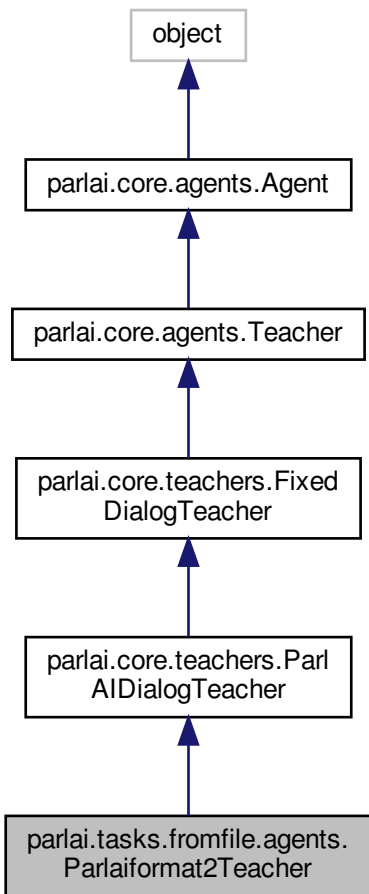 object
parlai.core.agents.Agent
parlai.core.agents.Teacher
parlai.core.teachers.Fixed
DialogTeacher
parlai.core.teachers.Parl
AIDialogTeacher
parlai.tasks.fromfile.agents.
Parlaiformat2Teacher